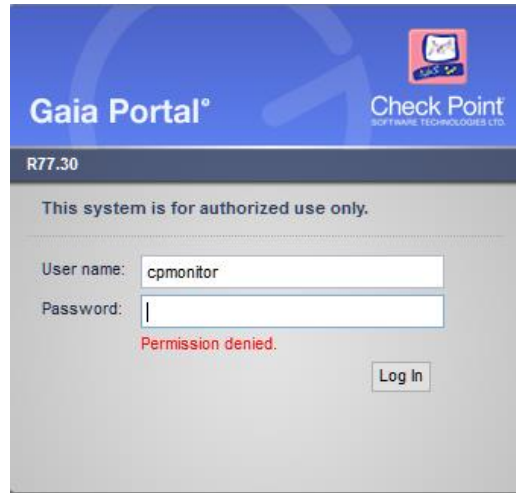 Gaia Portal°
Check Point
SOFTWARE TECHNOLOGIES LTD.
R77.30
This system is for authorized use only.
User name: cpmonitor
Password:
Permission denied.
Log In